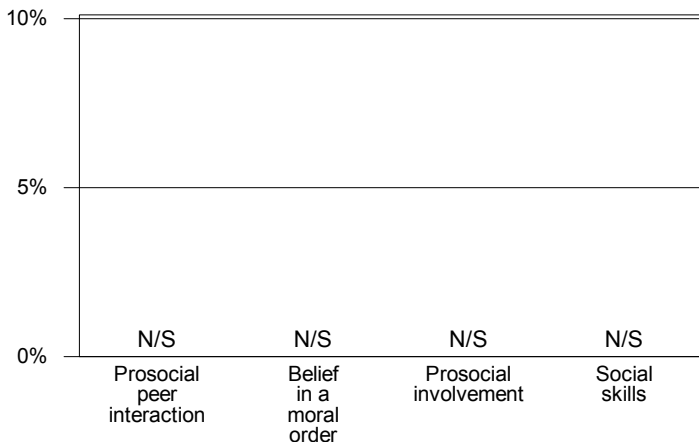 10%
5%
0%
N/S N/S N/S N/S
Prosocial
peer
interaction
Belief
in a
moral
order
Prosocial
involvement
Social
skills